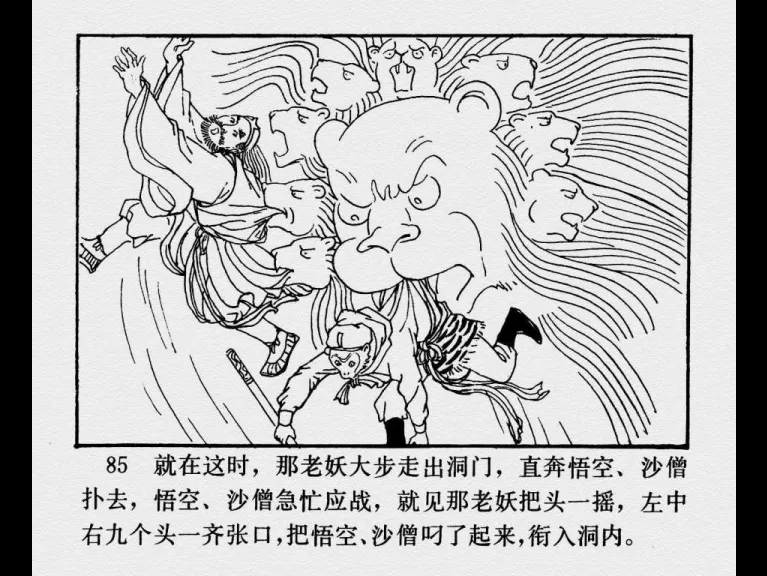 85 就在这时，那老妖大步走出洞门，直奔悟空、沙僧
扑去，悟空、沙僧急忙应战，就见那老妖把头一摇，左中
右九个头一齐张口，把悟空、沙僧叼了起来，衔入洞内。